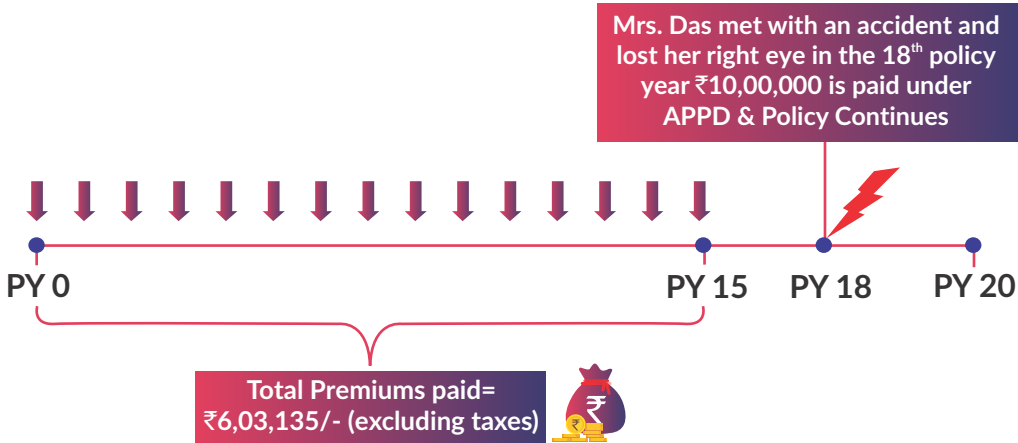 Mrs. Das met with an accident and
lost her right eye in the 18th policy
year ₹10,00,000 is paid under
APPD & Policy Continues
PY 0
PY 15
PY 18
PY 20
Total Premiums paid=
₹6,03,135/- (excluding taxes)
₹
₹